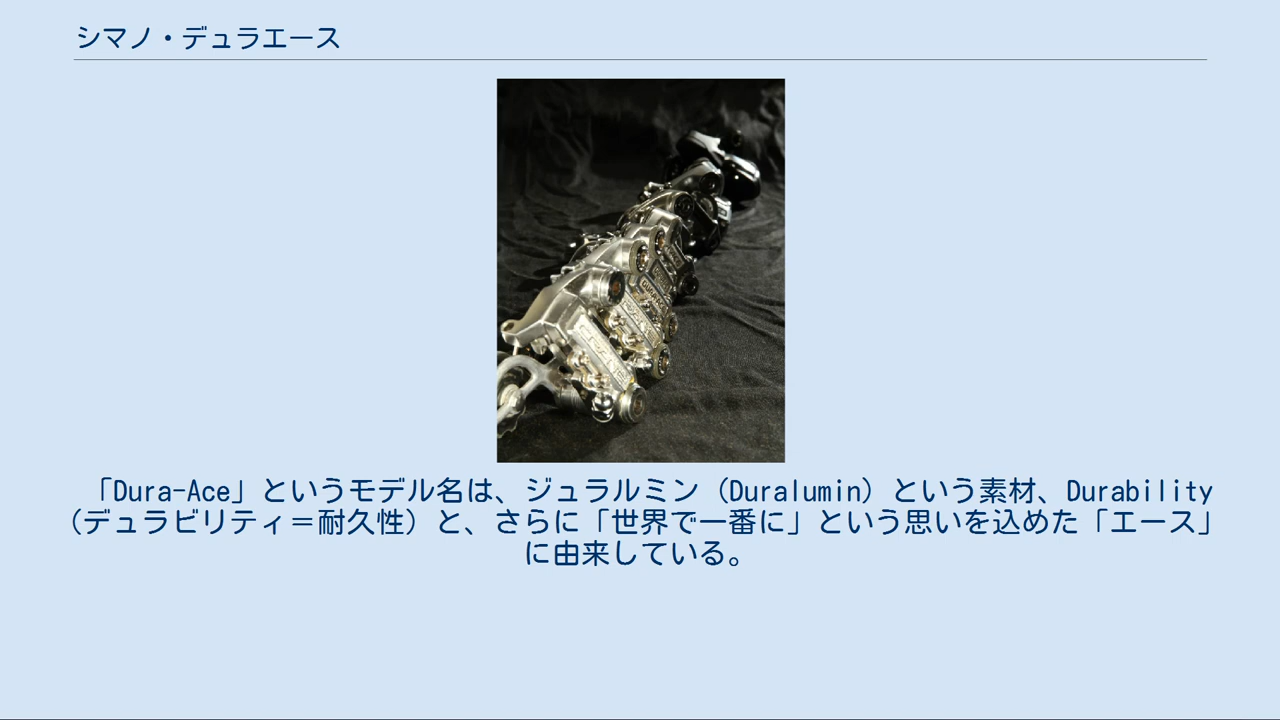 シマノ・デュラエース
CRANE
「Dura-Ace」というモデル名は、ジュラルミン（Duralumin）という素材、Durability
（デュラビリティ＝耐久性）と、さらに「世界で一番に」という思いを込めた「エース」
に由来している。